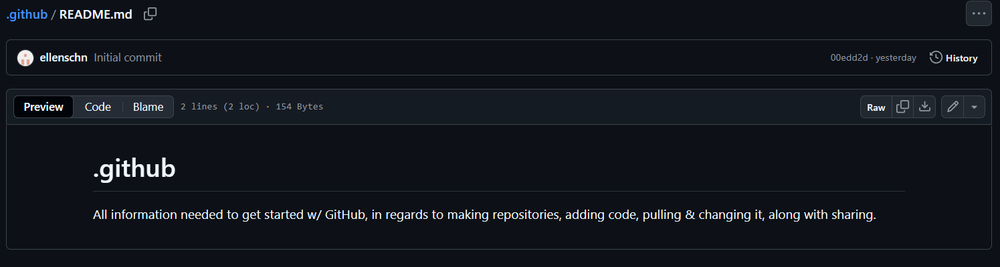 .github / README.md
ellenschn Initial commit 00edd2d · yesterday History
Preview Code Blame 2 lines (2 loc) · 154 Bytes Raw
.github
All information needed to get started w/ GitHub, in regards to making repositories, adding code, pulling & changing it, along with sharing.